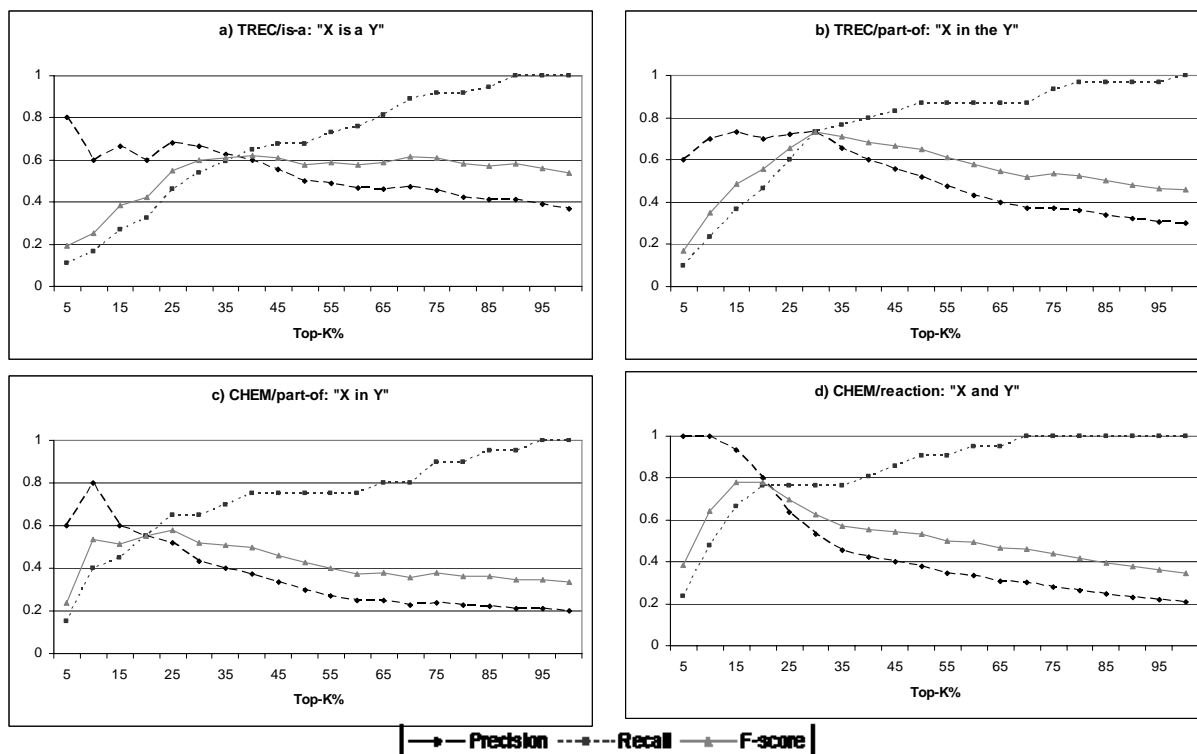 a) TREC/is-a: "X is a Y"
1
0.8
0.6
0.4
0.2
0
5 15 25 35 45 55 65 75 85 95
Top-K%
b) TREC/part-of: "X in the Y"
1
0.8
0.6
0.4
0.2
0
5 15 25 35 45 55 65 75 85 95
Top-K%
c) CHEM/part-of: "X in Y"
1
0.8
0.6
0.4
0.2
0
5 15 25 35 45 55 65 75 85 95
Top-K%
d) CHEM/reaction: "X and Y"
1
0.8
0.6
0.4
0.2
0
5 15 25 35 45 55 65 75 85 95
Top-K%
Precision Recall F-score